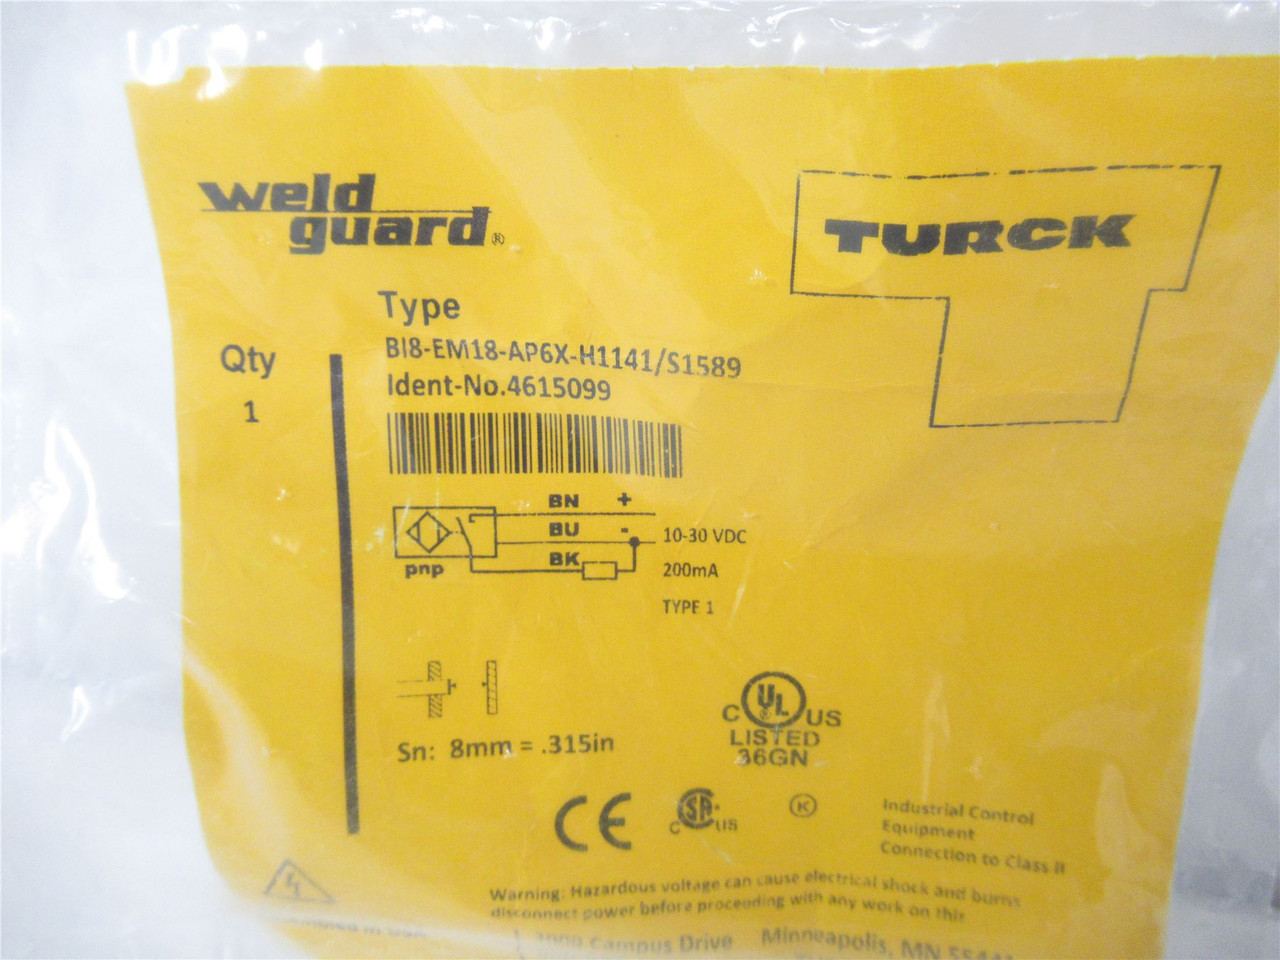 weld
guard®
TURCK
Type
BI8-EM18-AP6X-H1141/S1589
Ident-No.4615099
Qty
1
BN +
BU -
BK
pnp
10-30 VDC
200mA
TYPE 1
Sn: 8mm = .315in
C UL ® US
LISTED
36GN
CE
C SA US
K
Industrial Control
Equipment
Connection to Class II
Warning: Hazardous voltage can cause electrical shock and burns
disconnect power before proceeding with any work on this
Campus Drive Minneapolis, MN